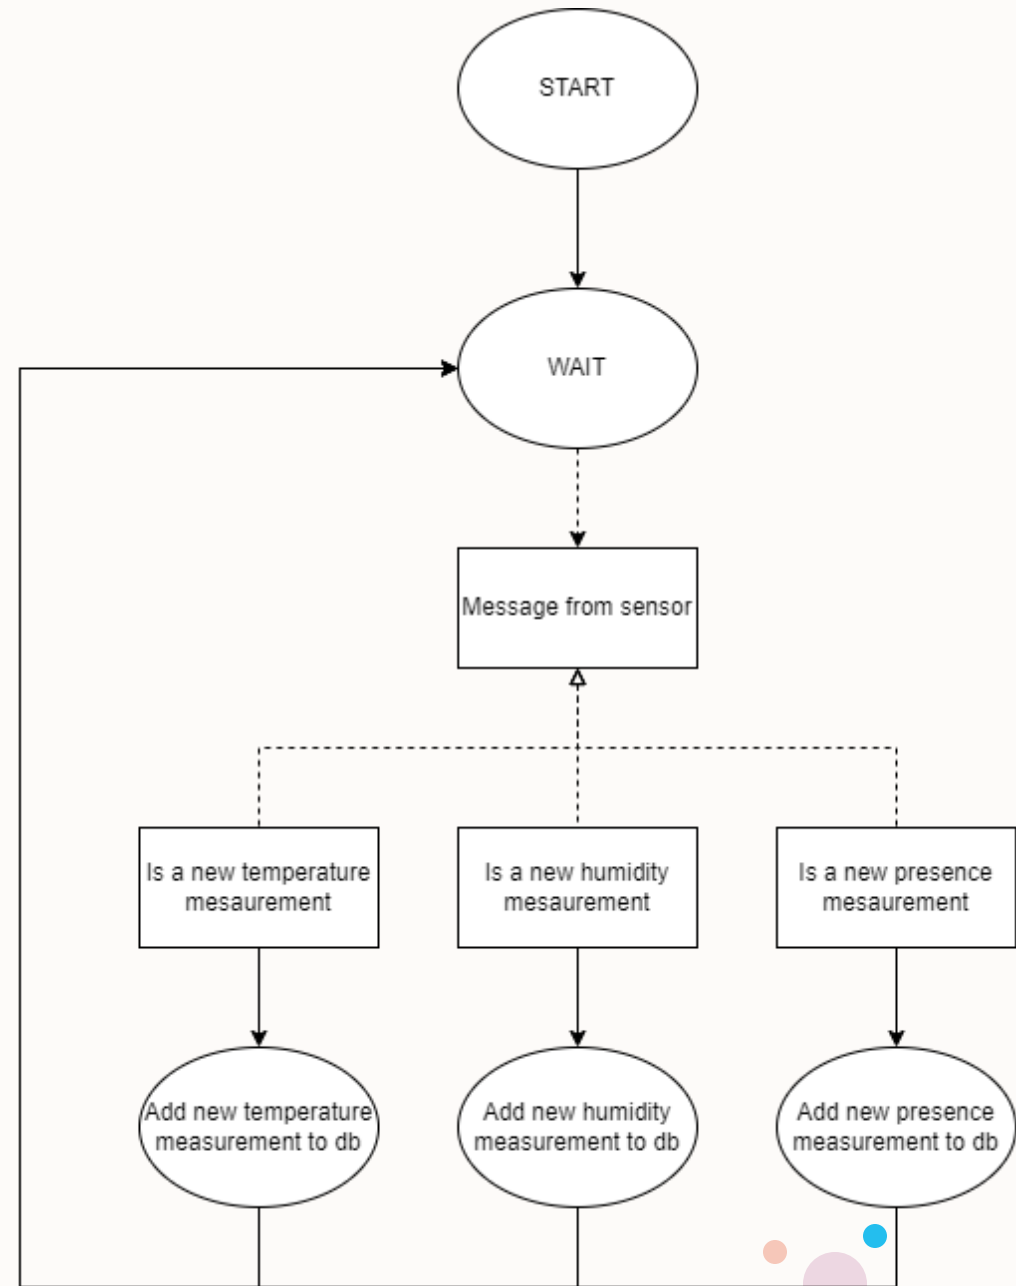 START
WAIT
Message from sensor
Is a new temperature
mesaurement
Is a new humidity
mesaurement
Is a new presence
mesaurement
Add new temperature
measurement to db
Add new humidity
measurement to db
Add new presence
measurement to db